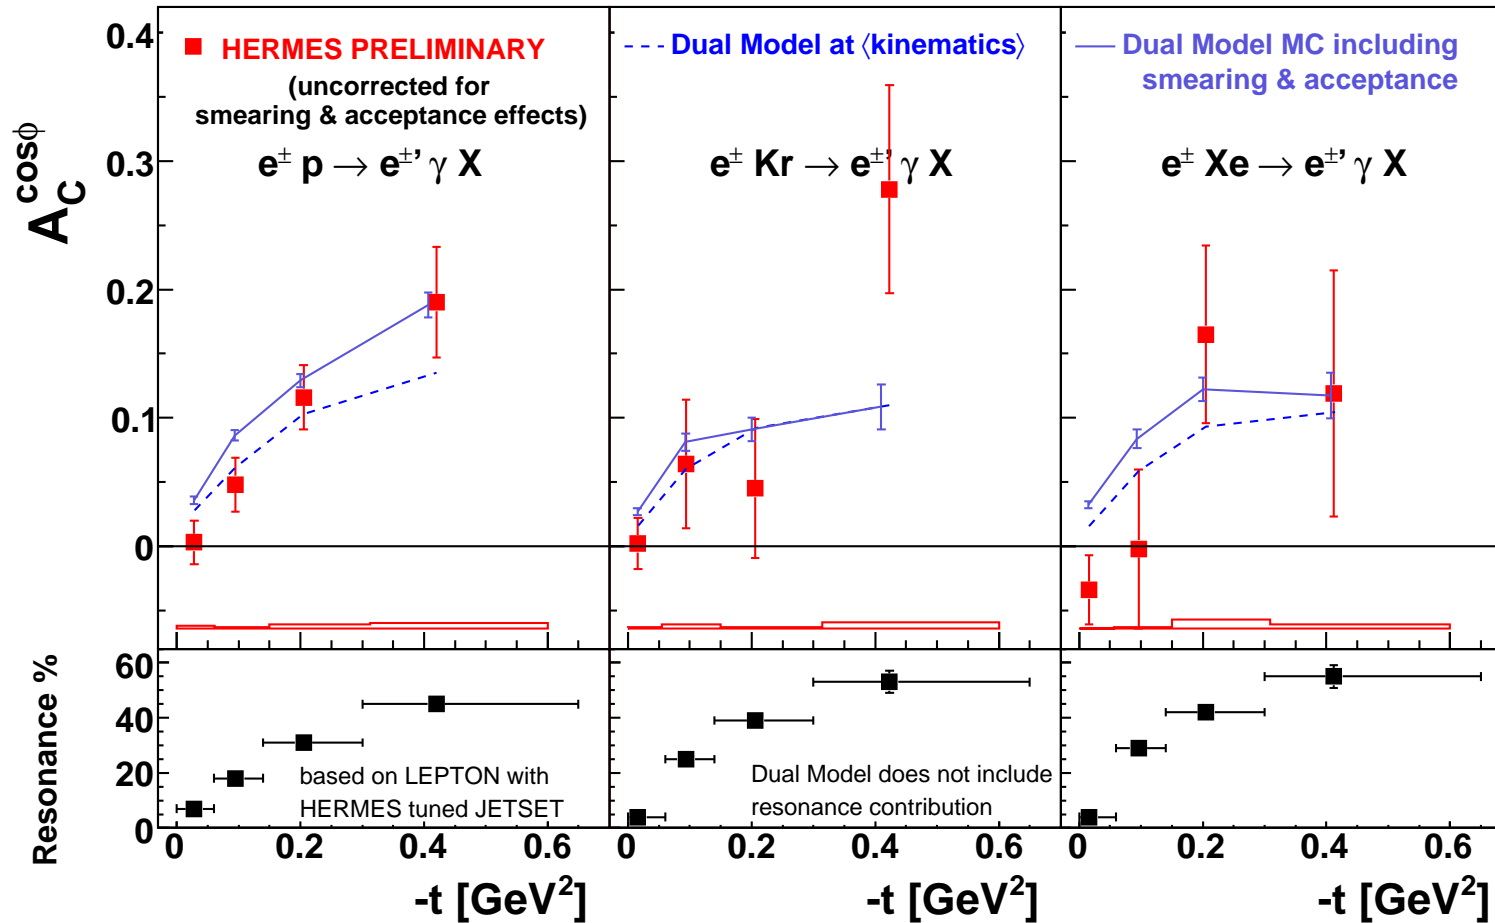 0.4
0.3
0.2
0.1
0
A_C^cosϕ
HERMES PRELIMINARY
(uncorrected for
smearing & acceptance effects)
e± p → e±' γ X
Dual Model at ⟨kinematics⟩
e± Kr → e±' γ X
Dual Model MC including
smearing & acceptance
e± Xe → e±' γ X
Resonance %
60
40
20
0
based on LEPTON with
HERMES tuned JETSET
Dual Model does not include
resonance contribution
0 0.2 0.4 0.6
0 0.2 0.4 0.6
0 0.2 0.4 0.6
-t [GeV²]
-t [GeV²]
-t [GeV²]